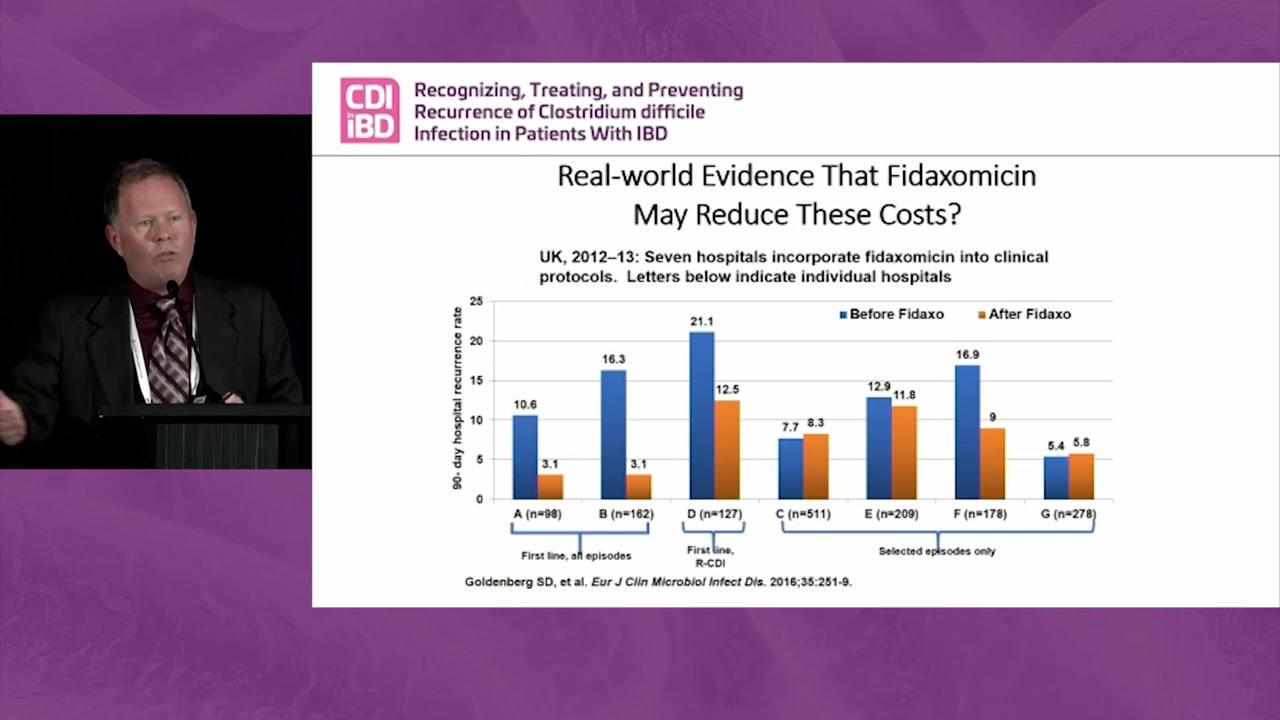 CDI
in
IBD
Recognizing, Treating, and Preventing
Recurrence of Clostridium difficile
Infection in Patients With IBD
Real-world Evidence That Fidaxomicin
May Reduce These Costs?
UK, 2012–13: Seven hospitals incorporate fidaxomicin into clinical
protocols. Letters below indicate individual hospitals
90- day hospital recurrence rate
25
20
15
10
5
0
Before Fidaxo
After Fidaxo
10.6
3.1
16.3
3.1
21.1
12.5
7.7
8.3
12.9
11.8
16.9
9
5.4
5.8
A (n=98)
B (n=162)
D (n=127)
C (n=511)
E (n=209)
F (n=178)
G (n=278)
First line, all episodes
First line,
R-CDI
Selected episodes only
Goldenberg SD, et al. Eur J Clin Microbiol Infect Dis. 2016;35:251-9.